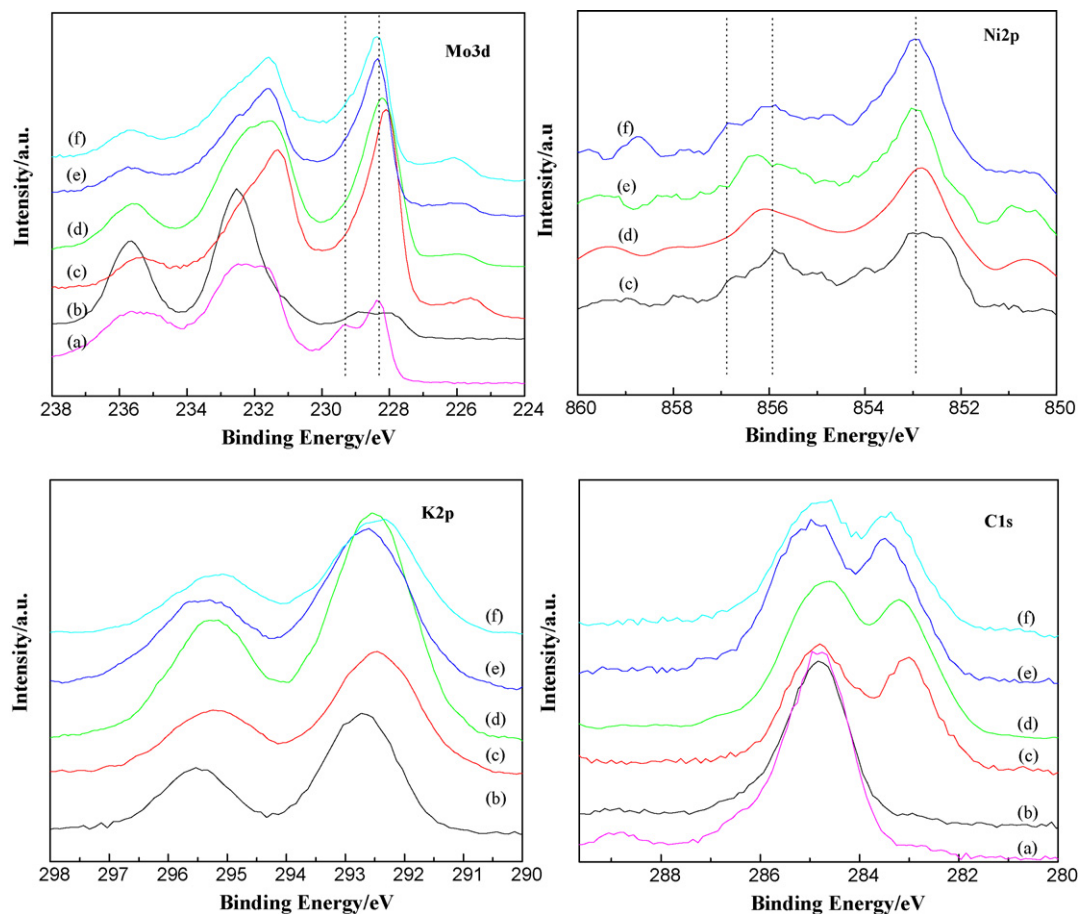 Mo3d
Intensity/a.u.
(f)
(e)
(d)
(c)
(b)
(a)
238 236 234 232 230 228 226 224
Binding Energy/eV
Ni2p
Intensity/a.u
(f)
(e)
(d)
(c)
860 858 856 854 852 850
Binding Energy/eV
K2p
Intensity/a.u.
(f)
(e)
(d)
(c)
(b)
298 297 296 295 294 293 292 291 290
Binding Energy/eV
C1s
Intensity/a.u.
(f)
(e)
(d)
(c)
(b)
(a)
288 286 284 282 280
Binding Energy/eV